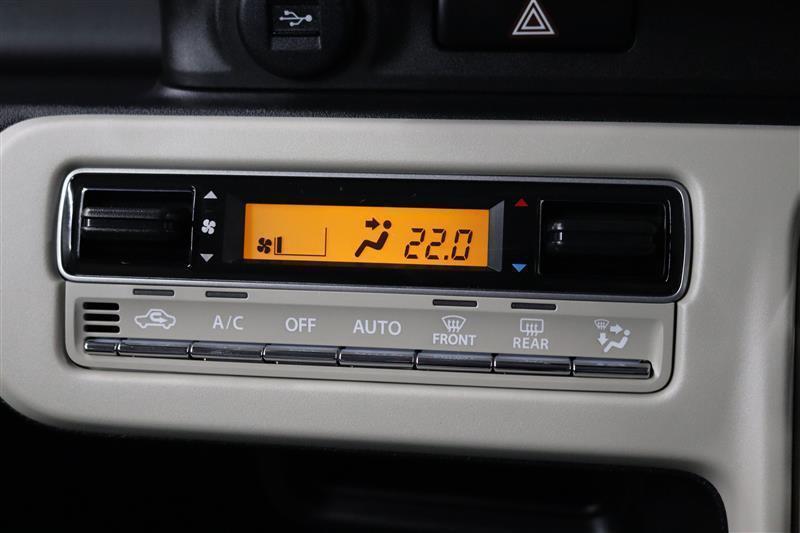 22.0
A/C OFF AUTO FRONT REAR